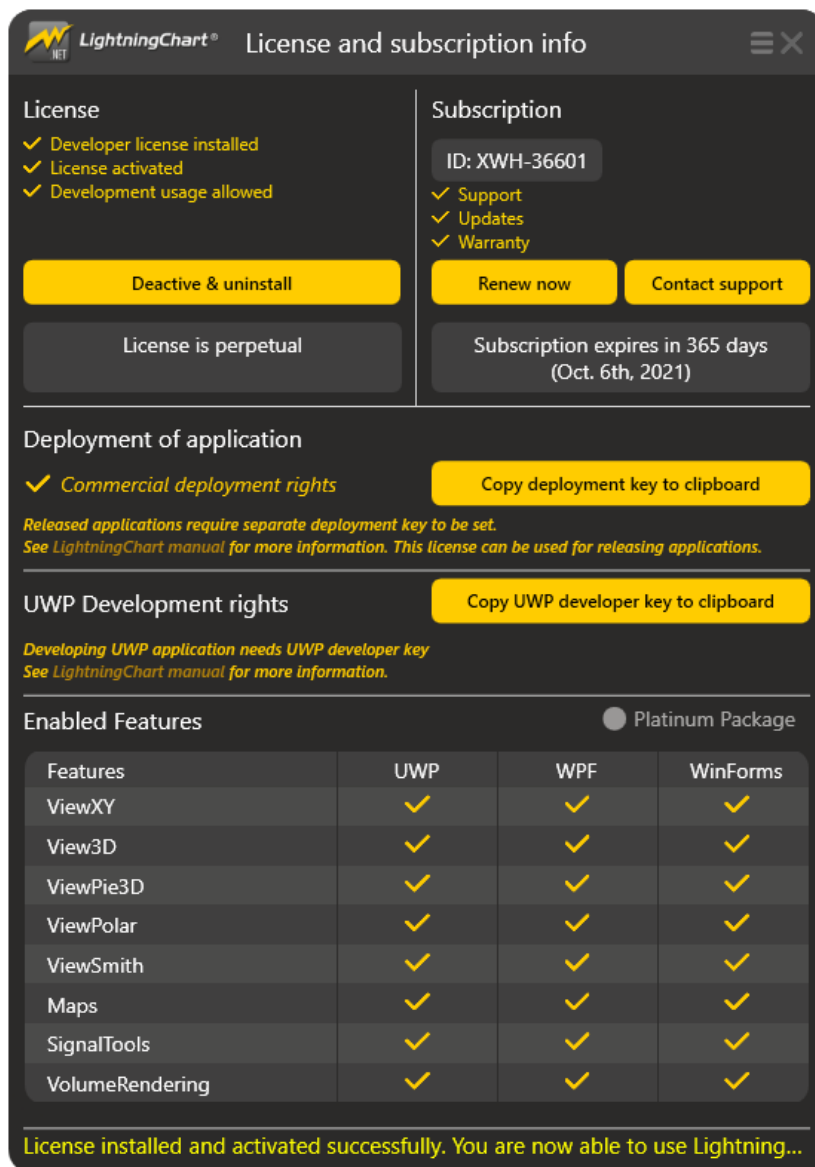 LightningChart® License and subscription info
NET
License
Developer license installed
License activated
Development usage allowed
Deactive & uninstall
License is perpetual
Subscription
ID: XWH-36601
Support
Updates
Warranty
Renew now
Contact support
Subscription expires in 365 days
(Oct. 6th, 2021)
Deployment of application
Commercial deployment rights
Copy deployment key to clipboard
Released applications require separate deployment key to be set.
See LightningChart manual for more information. This license can be used for releasing applications.
UWP Development rights
Copy UWP developer key to clipboard
Developing UWP application needs UWP developer key
See LightningChart manual for more information.
Enabled Features
Platinum Package
Features UWP WPF WinForms
ViewXY
View3D
ViewPie3D
ViewPolar
ViewSmith
Maps
SignalTools
VolumeRendering
License installed and activated successfully. You are now able to use Lightning...